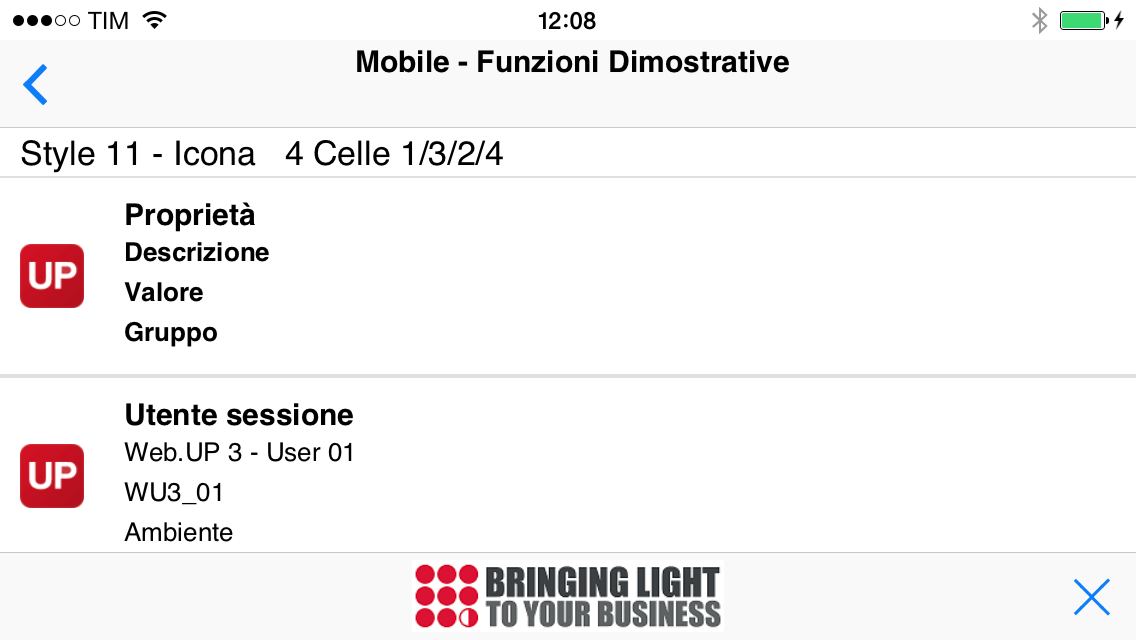 TIM 12:08
Mobile - Funzioni Dimostrative
Style 11 - Icona 4 Celle 1/3/2/4
Proprietà
Descrizione
UP
Valore
Gruppo
Utente sessione
Web.UP 3 - User 01
UP
WU3_01
Ambiente
BRINGING LIGHT
TO YOUR BUSINESS